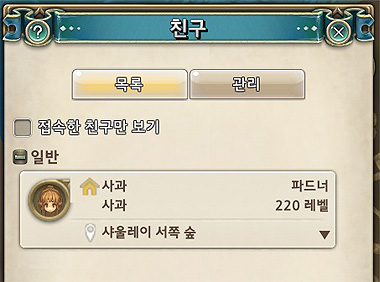 친구
목록 관리
접속한 친구만 보기
일반
사과 파드너
사과 220 레벨
샤울레이 서쪽 숲